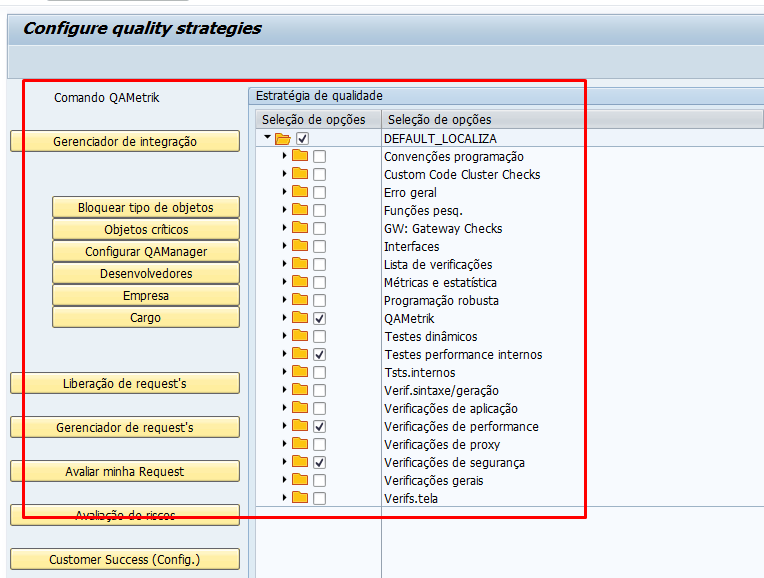 Configure quality strategies
Comando QAMetrik
Gerenciador de integração
Bloquear tipo de objetos
Objetos críticos
Configurar QAManager
Desenvolvedores
Empresa
Cargo
Liberação de request's
Gerenciador de request's
Avaliar minha Request
Avaliação de riscos
Customer Success (Config.)
Estratégia de qualidade
Seleção de opções Seleção de opções
DEFAULT_LOCALIZA
Convenções programação
Custom Code Cluster Checks
Erro geral
Funções pesq.
GW: Gateway Checks
Interfaces
Lista de verificações
Métricas e estatística
Programação robusta
QAMetrik
Testes dinâmicos
Testes performance internos
Tsts.internos
Verif.sintaxe/geração
Verificações de aplicação
Verificações de performance
Verificações de proxy
Verificações de segurança
Verificações gerais
Verifs.tela